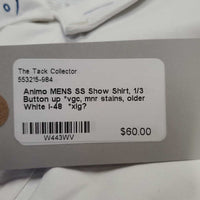 The Tack Collector
553215-984
Animo MENS SS Show Shirt, 1/3
Button up *vgc, mnr stains, older
White I-48 *xlg?
W443WV
$60.00